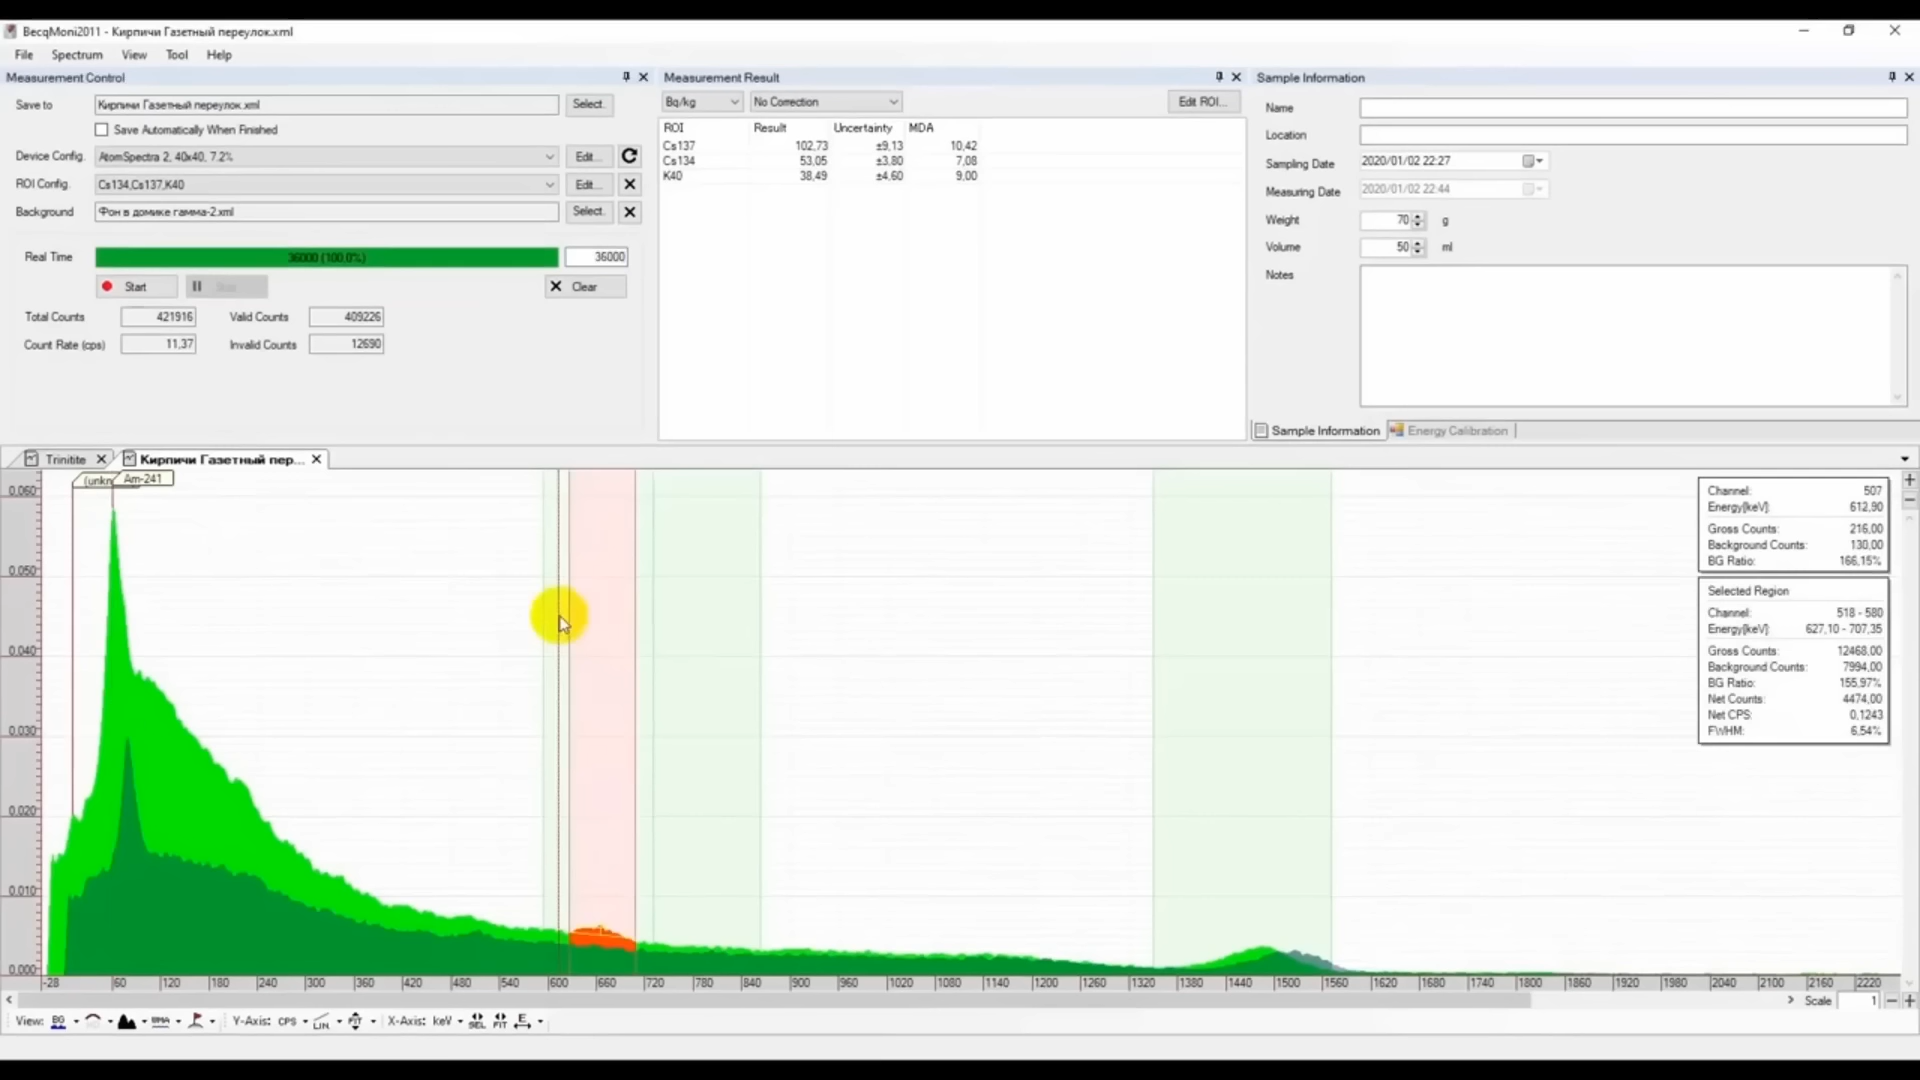 BecqMoni2011 - Кирпичи Газетный переулок.xml
File Spectrum View Tool Help
Measurement Control
Save to Кирпичи Газетный переулок.xml Select.
Save Automatically When Finished
Device Config. AtomSpectra 2, 40x40, 7.2% Edit...
ROI Config. Cs134,Cs137,K40 Edit...
Background Фон в домике гамма-2.xml Select.
Real Time 36000 (100,0%) 36000
Start Clear
Total Counts 421916 Valid Counts 409226
Count Rate (cps) 11,37 Invalid Counts 12690
Measurement Result
Bq/kg No Correction Edit ROI...
ROI Result Uncertainty MDA
Cs137 102,73 ±9,13 10,42
Cs134 53,05 ±3,80 7,08
K40 38,49 ±4,60 9,00
Sample Information
Name
Location
Sampling Date 2020/01/02 22:27
Measuring Date 2020/01/02 22:44
Weight 70 g
Volume 50 ml
Notes
Sample Information Energy Calibration
Trinitite Кирпичи Газетный пер...
(unkn Am-241
0.060
0.050
0.040
0.030
0.020
0.010
0.000
-28 60 120 180 240 300 360 420 480 540 600 660 720 780 840 900 960 1020 1080 1140 1200 1260 1320 1380 1440 1500 1560 1620 1680 1740 1800 1860 1920 1980 2040 2100 2160 2220
Channel: 507
Energy[keV]: 612,90
Gross Counts: 216,00
Background Counts: 130,00
BG Ratio: 166,15%
Selected Region
Channel: 518 - 580
Energy[keV]: 627,10 - 707,35
Gross Counts: 12468,00
Background Counts: 7994,00
BG Ratio: 155,97%
Net Counts: 4474,00
Net CPS: 0,1243
FWHM: 6,54%
Scale 1
View: BG SMA Y-Axis: CPS LIN FIT X-Axis: keV SEL FIT E